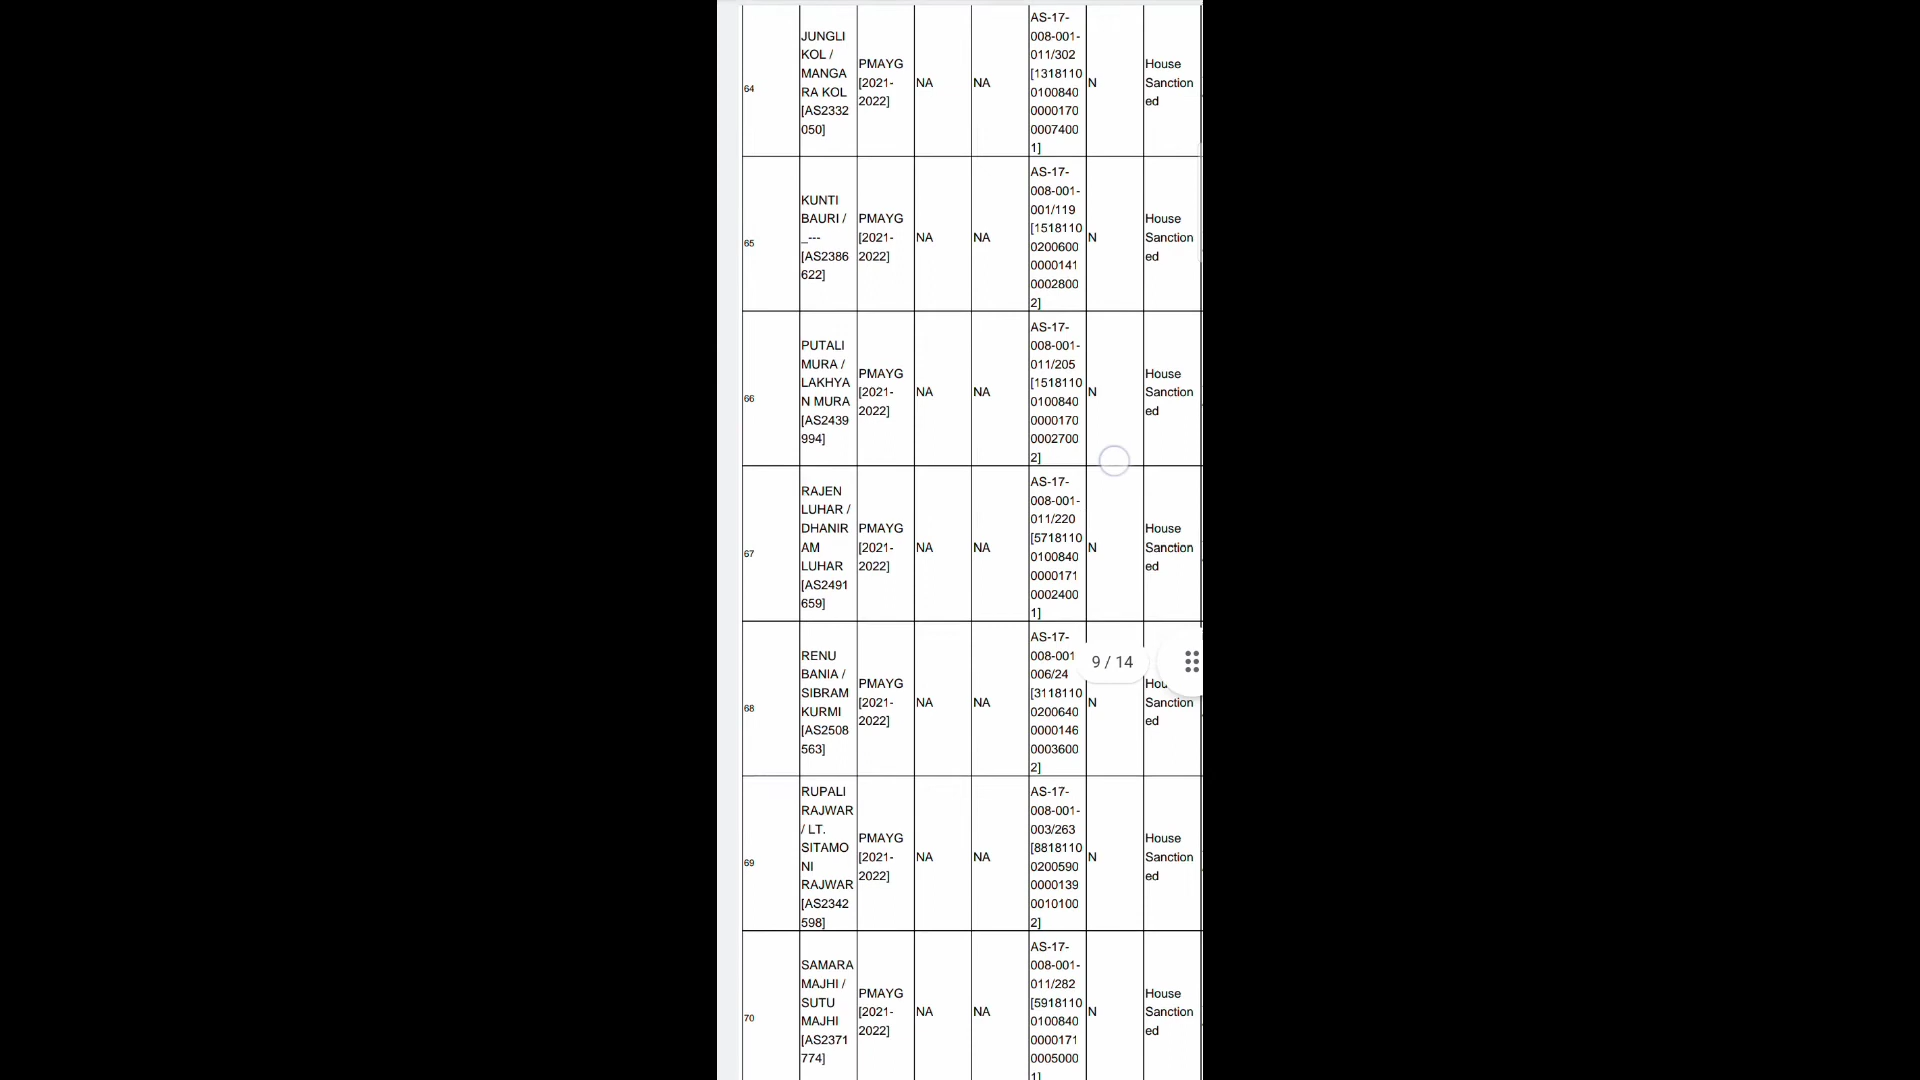 64
JUNGLI
KOL /
MANGA
RA KOL
[AS2332
050]
PMAYG
[2021-
2022]
NA
NA
AS-17-
008-001-
011/302
[1318110
0100840
0000170
0007400
1]
N
House
Sanction
ed
65
KUNTI
BAURI /
_---
[AS2386
622]
PMAYG
[2021-
2022]
NA
NA
AS-17-
008-001-
001/119
[1518110
0200600
0000141
0002800
2]
N
House
Sanction
ed
66
PUTALI
MURA /
LAKHYA
N MURA
[AS2439
994]
PMAYG
[2021-
2022]
NA
NA
AS-17-
008-001-
011/205
[1518110
0100840
0000170
0002700
2]
N
House
Sanction
ed
67
RAJEN
LUHAR /
DHANIR
AM
LUHAR
[AS2491
659]
PMAYG
[2021-
2022]
NA
NA
AS-17-
008-001-
011/220
[5718110
0100840
0000171
0002400
1]
N
House
Sanction
ed
68
RENU
BANIA /
SIBRAM
KURMI
[AS2508
563]
PMAYG
[2021-
2022]
NA
NA
AS-17-
008-001
006/24
[3118110
0200640
0000146
0003600
2]
N
Sanction
ed
9 / 14
69
RUPALI
RAJWAR
/ LT.
SITAMO
NI
RAJWAR
[AS2342
598]
PMAYG
[2021-
2022]
NA
NA
AS-17-
008-001-
003/263
[8818110
0200590
0000139
0010100
2]
N
House
Sanction
ed
70
SAMARA
MAJHI /
SUTU
MAJHI
[AS2371
774]
PMAYG
[2021-
2022]
NA
NA
AS-17-
008-001-
011/282
[5918110
0100840
0000171
0005000
1]
N
House
Sanction
ed